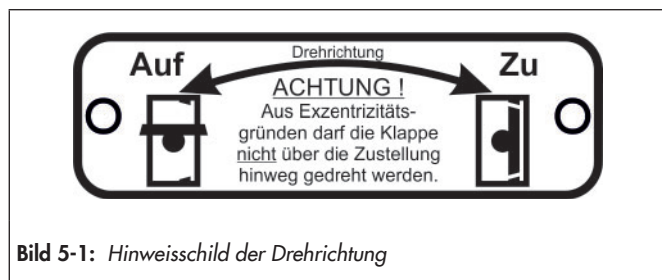 Drehrichtung
Auf
Zu
ACHTUNG !
Aus Exzentrizitäts-
gründen darf die Klappe
nicht über die Zustellung
hinweg gedreht werden.
Bild 5-1: Hinweisschild der Drehrichtung